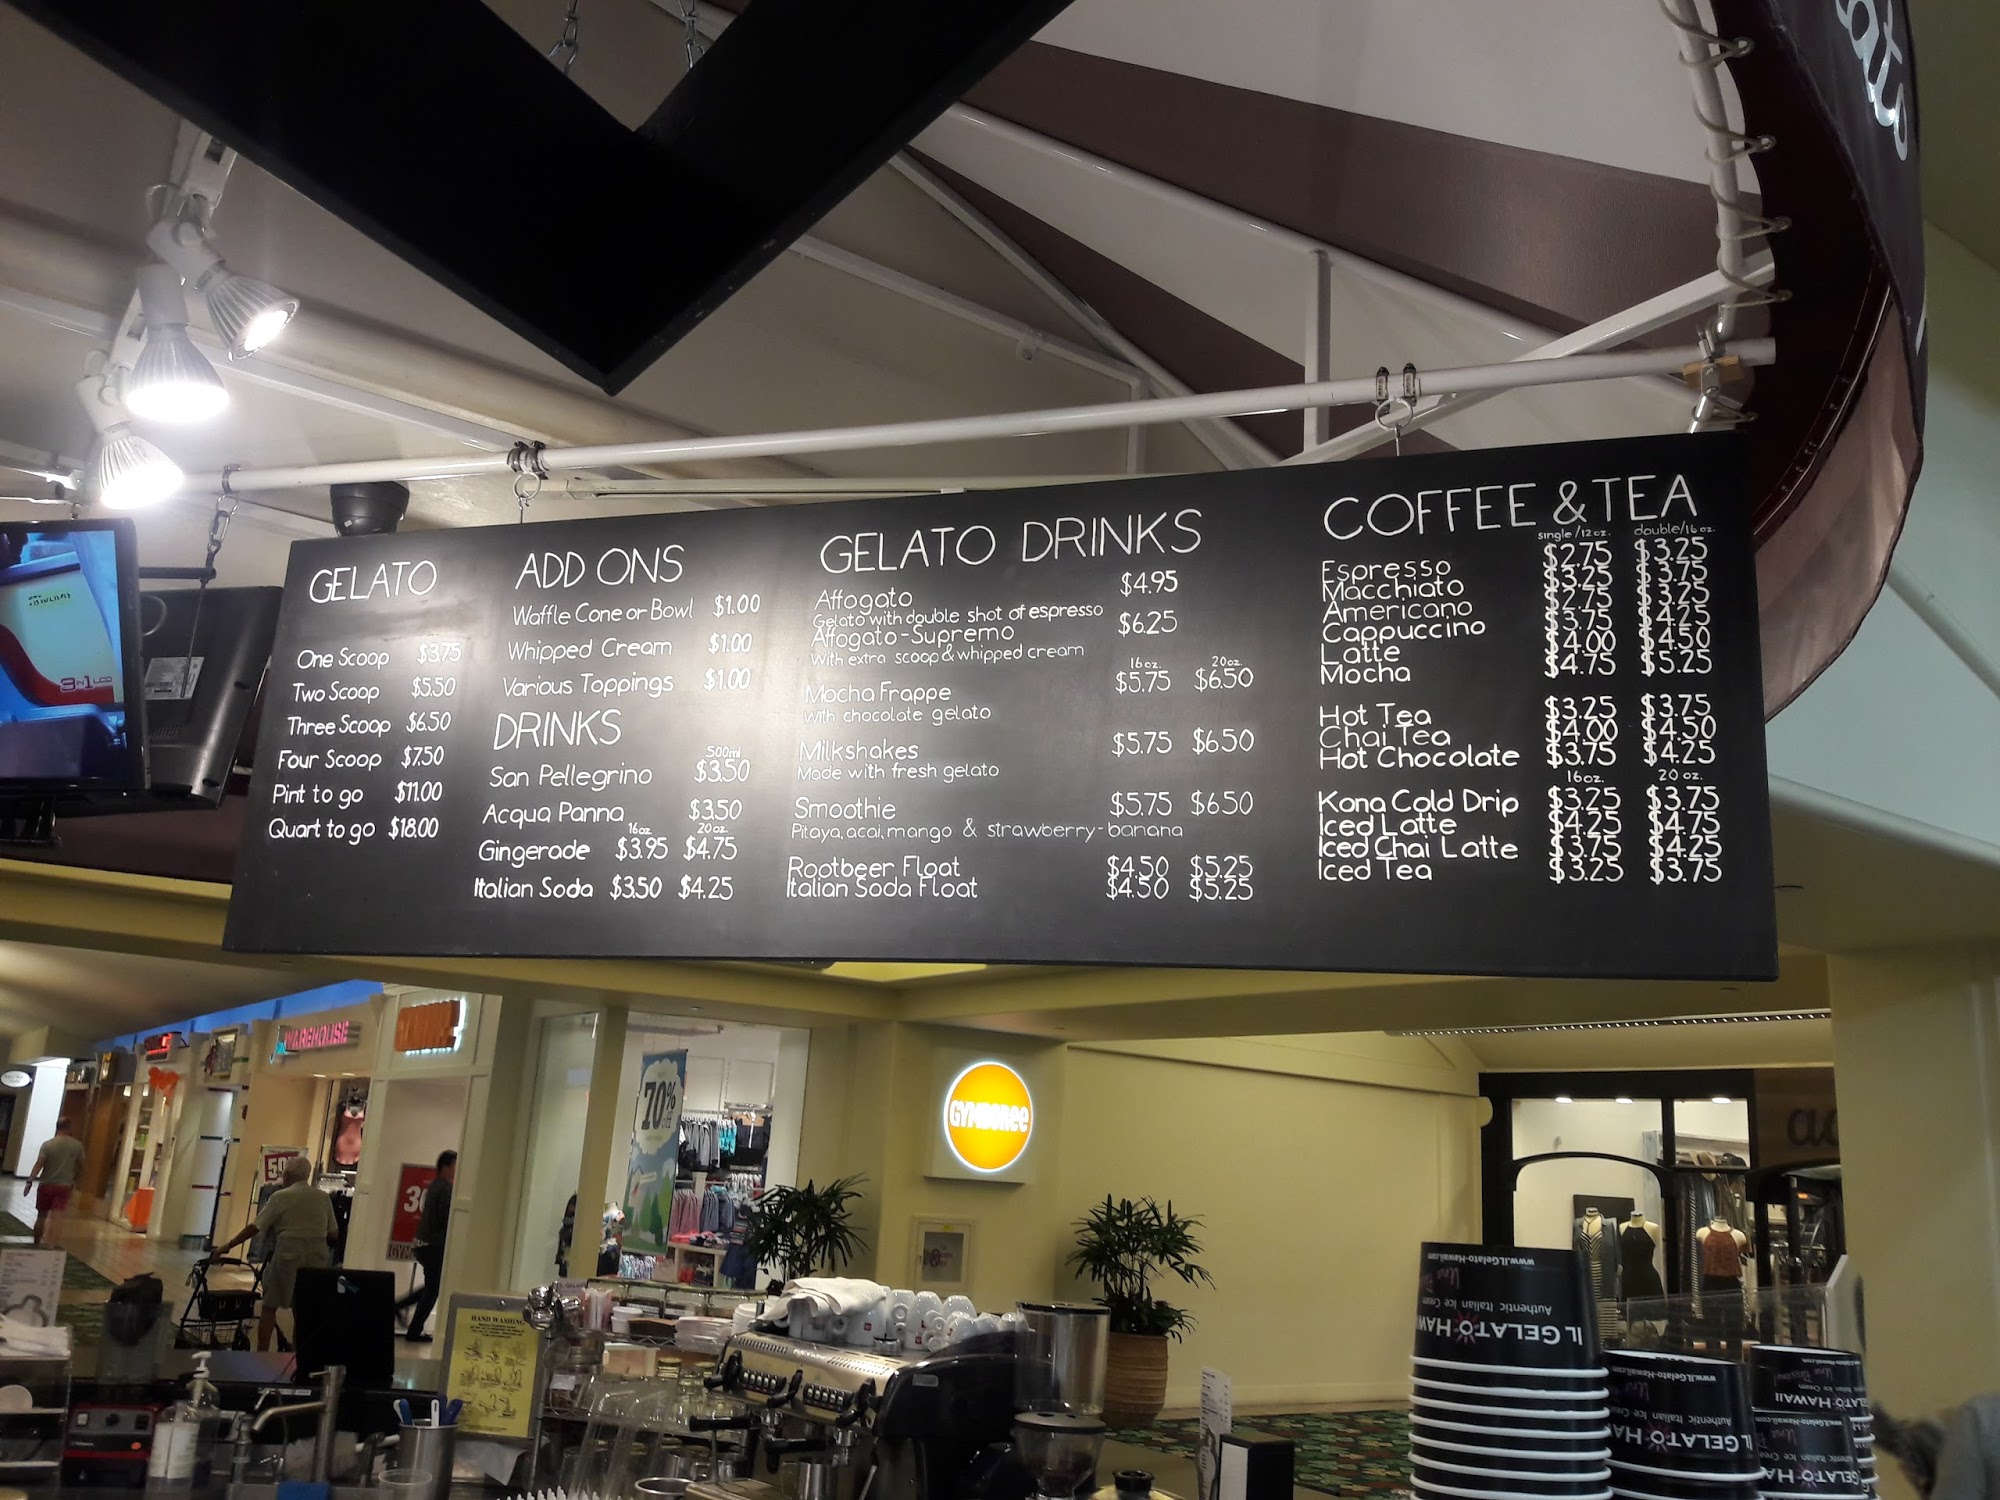 GELATO
One Scoop $3.75
Two Scoop $5.50
Three Scoop $6.50
Four Scoop $7.50
Pint to go $11.00
Quart to go $18.00
ADD ONS
Waffle Cone or Bowl $1.00
Whipped Cream $1.00
Various Toppings $1.00
DRINKS
500ml
San Pellegrino $3.50
Acqua Panna $3.50
16oz 20oz.
Gingerade $3.95 $4.75
Italian Soda $3.50 $4.25
GELATO DRINKS
Affogato $4.95
Gelato with double shot of espresso
Affogato-Supremo $6.25
With extra scoop & whipped cream
16oz. 20oz.
Mocha Frappe $5.75 $6.50
With chocolate gelato
Milkshakes $5.75 $6.50
Made with fresh gelato
Smoothie $5.75 $6.50
Pitaya, acai, mango & strawberry-banana
Rootbeer Float $4.50 $5.25
Italian Soda Float $4.50 $5.25
COFFEE & TEA
single/12oz. double/16oz.
Espresso $2.75 $3.25
Macchiato $3.25 $3.75
Americano $2.75 $3.25
Cappuccino $3.75 $4.25
Latte $4.00 $4.50
Mocha $4.75 $5.25
Hot Tea $3.25 $3.75
Chai Tea $4.00 $4.50
Hot Chocolate $3.75 $4.25
16oz. 20 oz.
Kona Cold Drip $3.25 $3.75
Iced Latte $4.25 $4.75
Iced Chai Latte $3.75 $4.25
Iced Tea $3.25 $3.75
3IN1 LCD
WAREHOUSE
70%
GYMBOREE
HAND WASHING
www.ILGelato-Hawaii.com
Authentic Italian Ice Cream
IL GELATO HAWAII